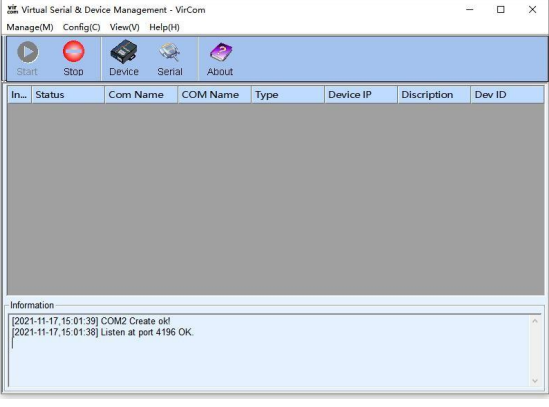 vir com Virtual Serial & Device Management - VirCom
Manage(M) Config(C) View(V) Help(H)
Start Stop Device Serial About
In... Status Com Name COM Name Type Device IP Discription Dev ID
Information
[2021-11-17,15:01:39] COM2 Create ok!
[2021-11-17,15:01:38] Listen at port 4196 OK.